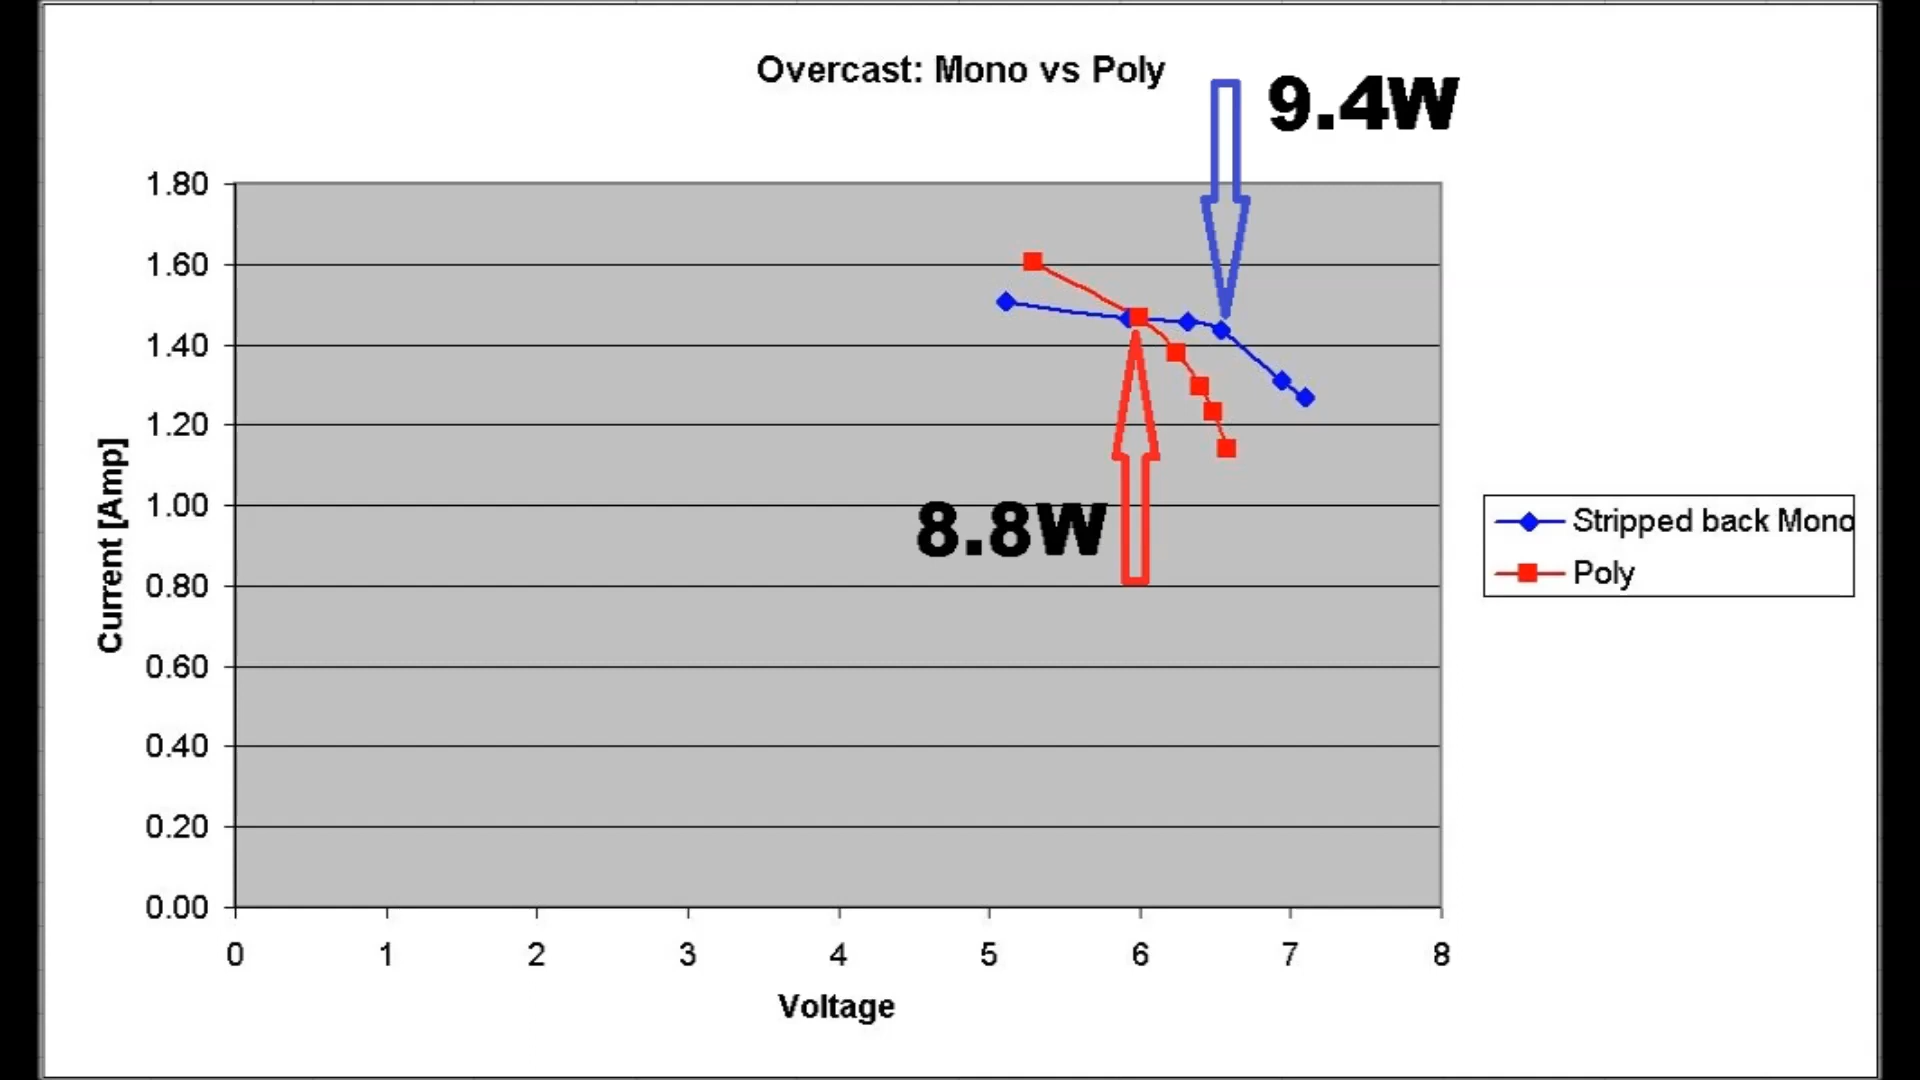 Overcast: Mono vs Poly
9.4W
1.80
1.60
1.40
1.20
1.00
0.80
0.60
0.40
0.20
0.00
Current [Amp]
8.8W
Stripped back Mono
Poly
0 1 2 3 4 5 6 7 8
Voltage